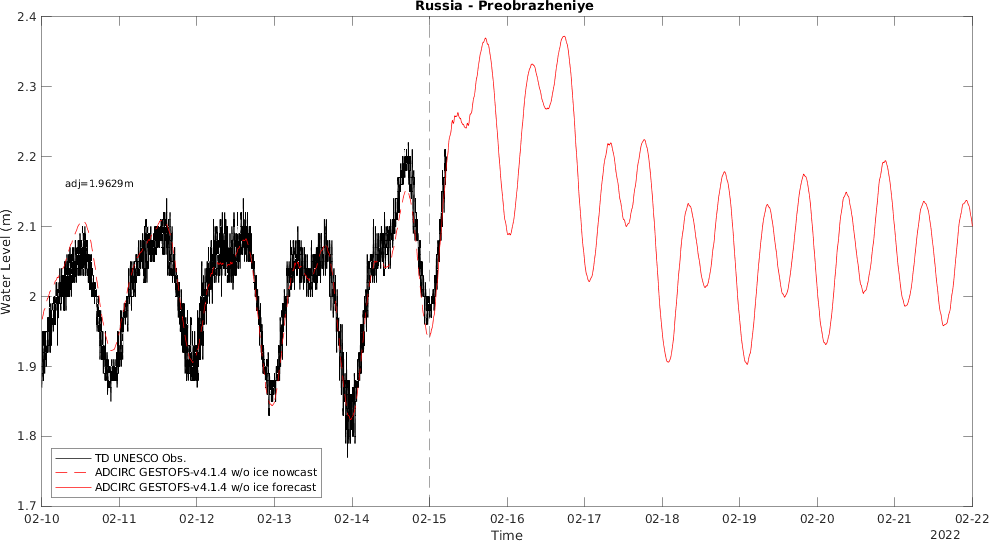 Russia - Preobrazheniye
Water Level (m)
2.4
2.3
2.2
2.1
2
1.9
1.8
1.7
adj=1.9629m
TD UNESCO Obs.
ADCIRC GESTOFS-v4.1.4 w/o ice nowcast
ADCIRC GESTOFS-v4.1.4 w/o ice forecast
02-10 02-11 02-12 02-13 02-14 02-15 02-16 02-17 02-18 02-19 02-20 02-21 02-22
Time
2022